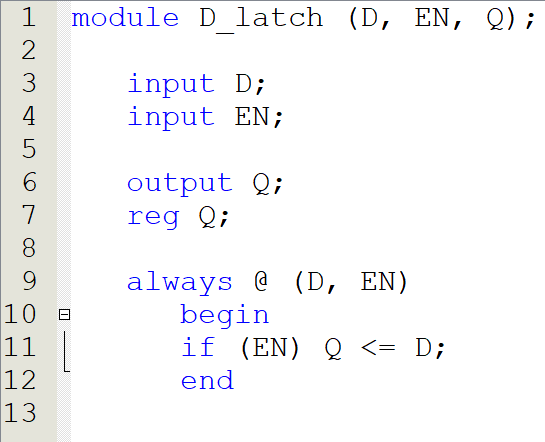 1 module D_latch (D, EN, Q);
2
3 input D;
4 input EN;
5
6 output Q;
7 reg Q;
8
9 always @ (D, EN)
10 begin
11 if (EN) Q <= D;
12 end
13